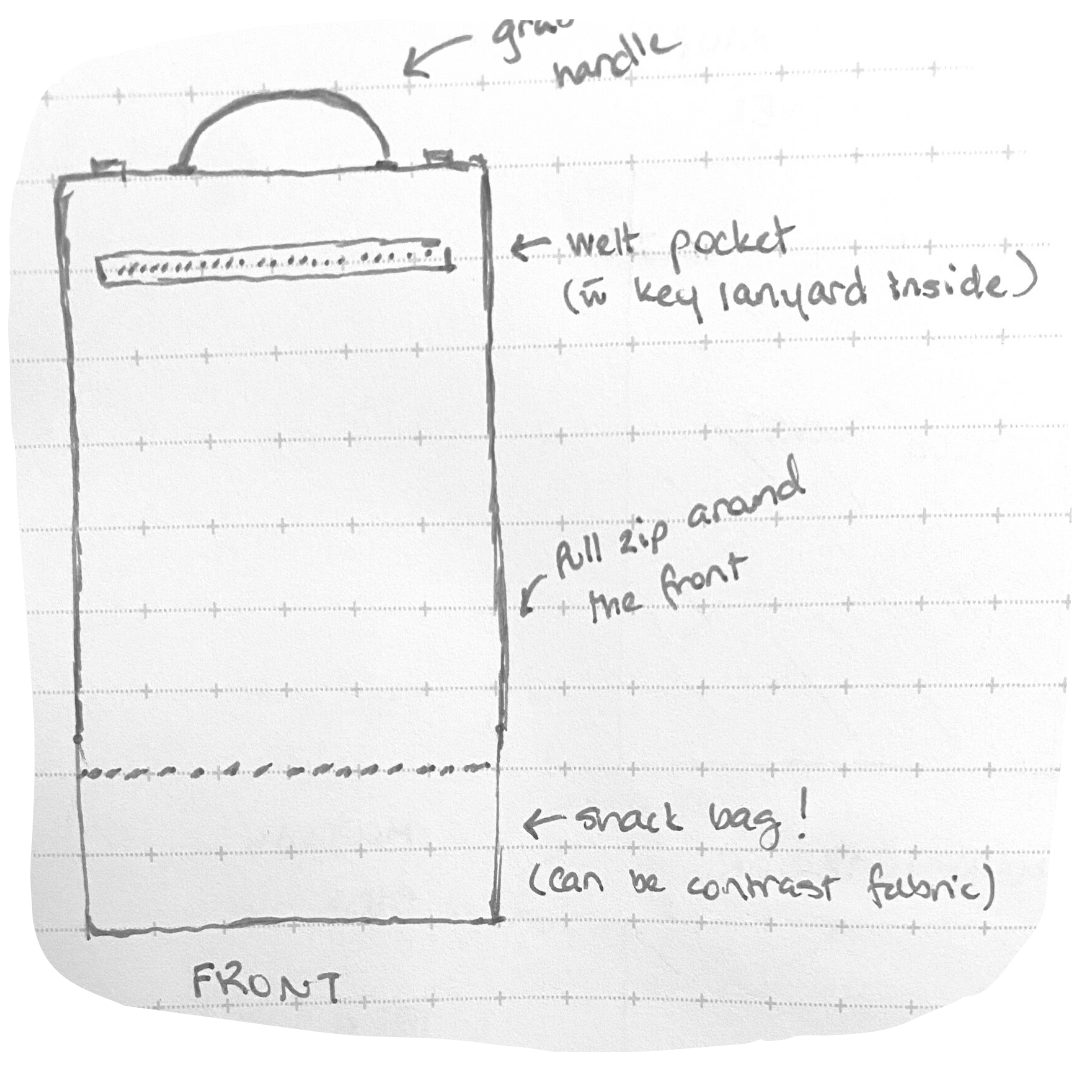 grab
handle
← welt pocket
(w̄ key lanyard inside)
full zip around
the front
← snack bag!
(can be contrast fabric)
FRONT